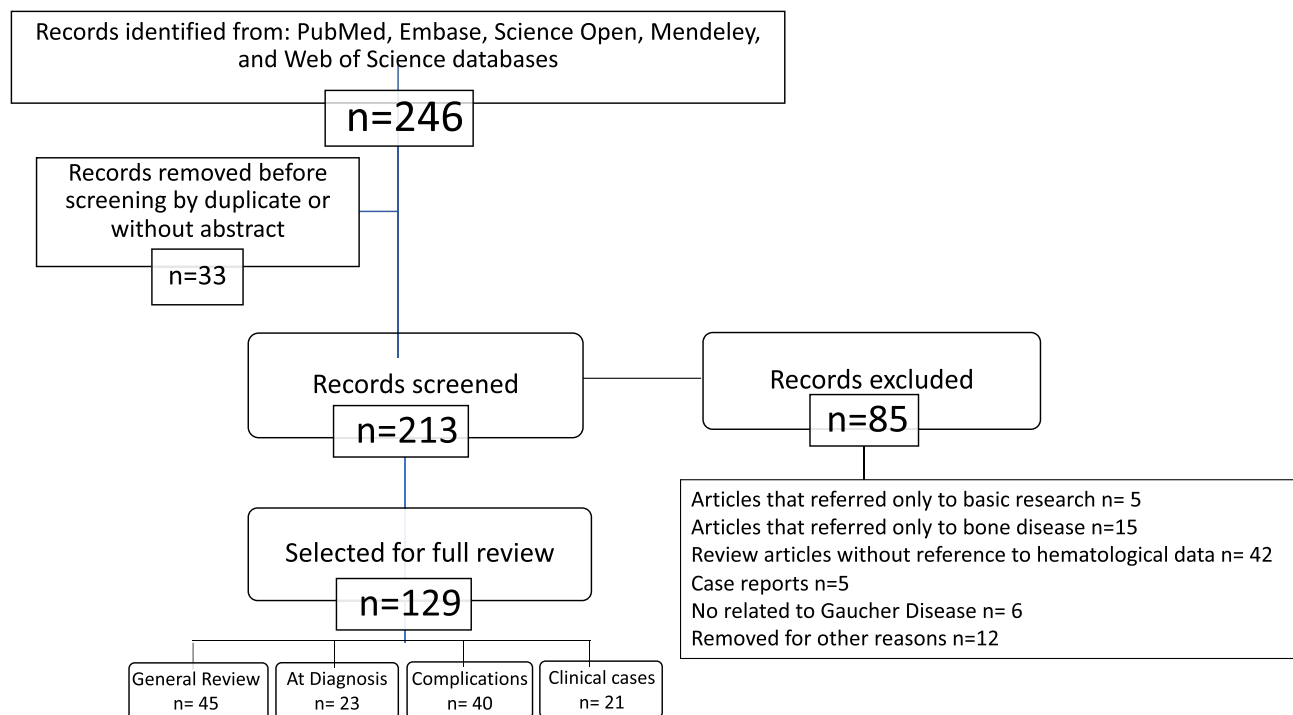 Records identified from: PubMed, Embase, Science Open, Mendeley,
and Web of Science databases
n=246
Records removed before
screening by duplicate or
without abstract
n=33
Records screened
n=213
Records excluded
n=85
Articles that referred only to basic research n= 5
Articles that referred only to bone disease n=15
Review articles without reference to hematological data n= 42
Case reports n=5
No related to Gaucher Disease n= 6
Removed for other reasons n=12
Selected for full review
n=129
General Review
n= 45
At Diagnosis
n= 23
Complications
n= 40
Clinical cases
n= 21